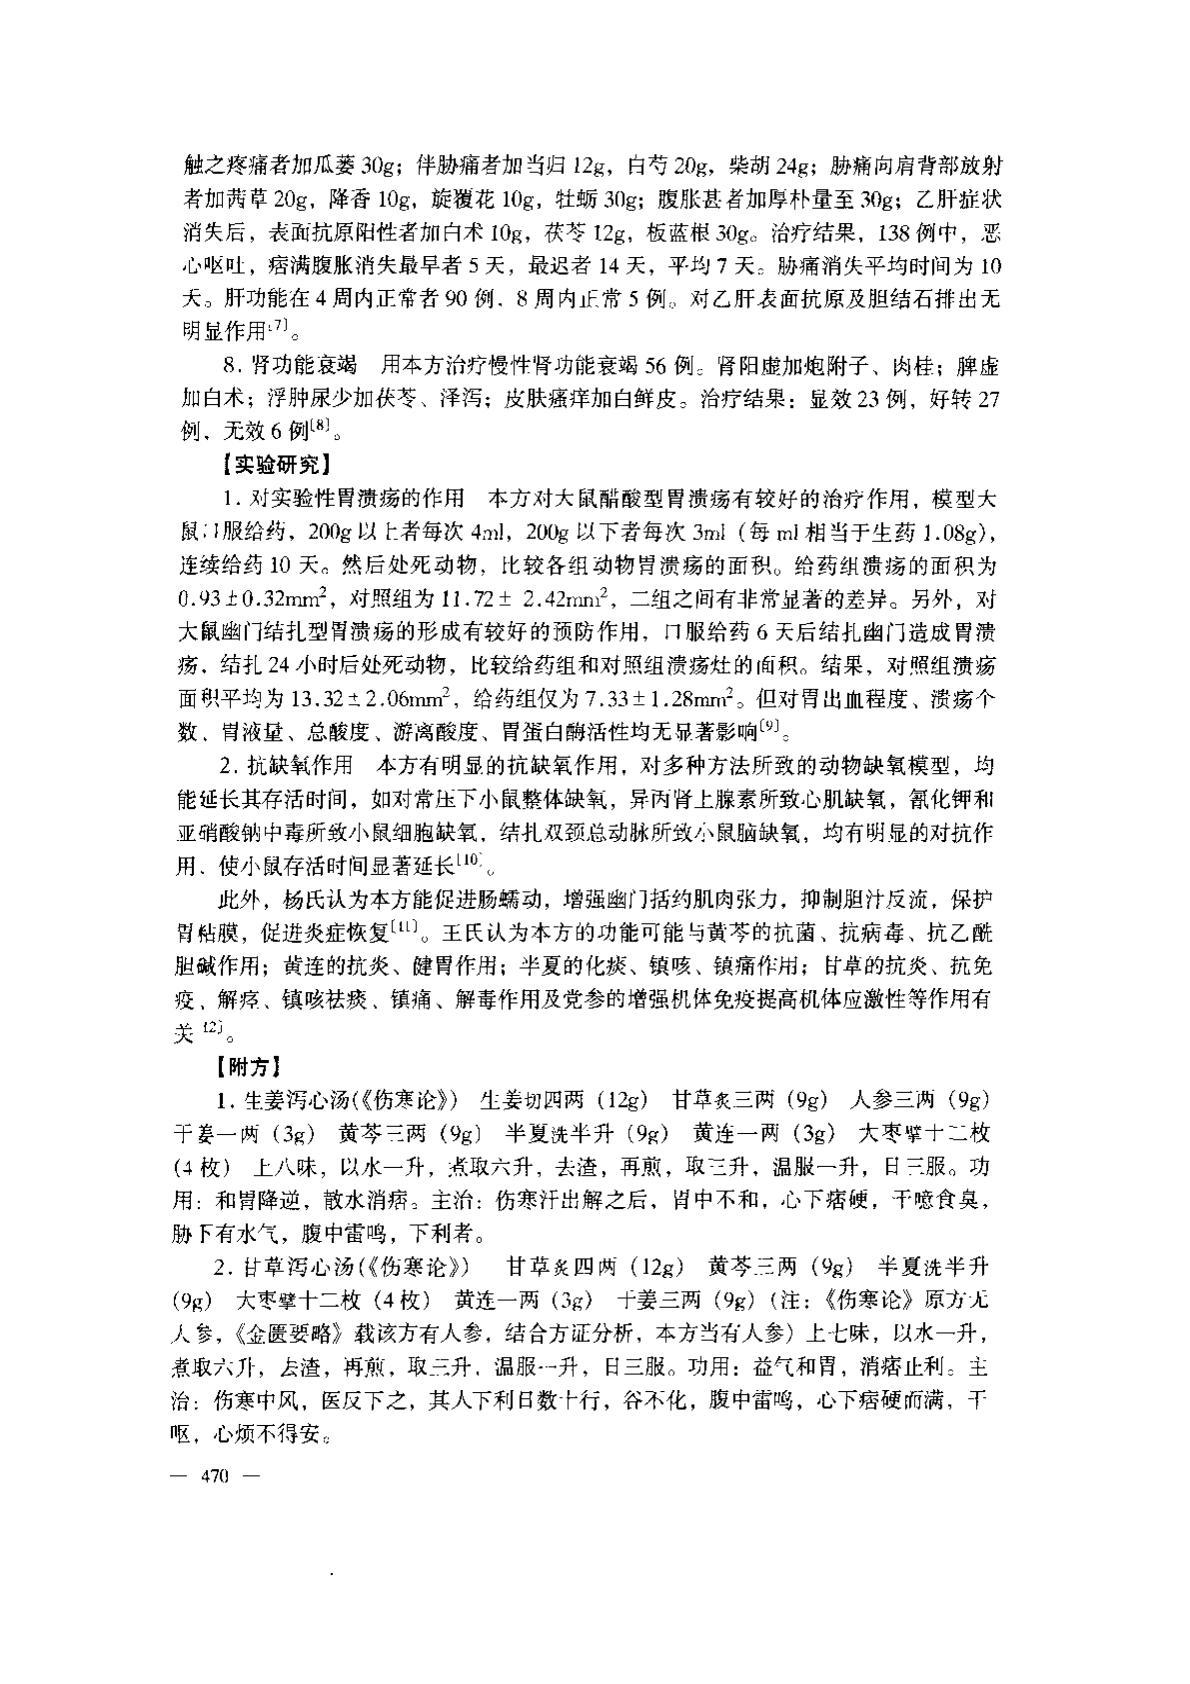 触之疼痛者加瓜蒌 30g；伴胁痛者加当归 12g，白芍 20g，柴胡 24g；胁痛向肩背部放射
者加茜草 20g，降香 10g，旋覆花 10g，牡蛎 30g；腹胀甚者加厚朴量至 30g；乙肝症状
消失后，表面抗原阳性者加白术 10g，茯苓 12g，板蓝根 30g。治疗结果，138 例中，恶
心呕吐，痞满腹胀消失最早者 5 天，最迟者 14 天，平均 7 天。胁痛消失平均时间为 10
天。肝功能在 4 周内正常者 90 例，8 周内正常 5 例。对乙肝表面抗原及胆结石排出无
明显作用[7]。
8. 肾功能衰竭　用本方治疗慢性肾功能衰竭 56 例。肾阳虚加炮附子、肉桂；脾虚
加白术；浮肿尿少加茯苓、泽泻；皮肤瘙痒加白鲜皮。治疗结果：显效 23 例，好转 27
例，无效 6 例[8]。
【实验研究】
1. 对实验性胃溃疡的作用　本方对大鼠醋酸型胃溃疡有较好的治疗作用，模型大
鼠口服给药，200g 以上者每次 4ml，200g 以下者每次 3ml（每 ml 相当于生药 1.08g），
连续给药 10 天。然后处死动物，比较各组动物胃溃疡的面积。给药组溃疡的面积为
0.93±0.32mm²，对照组为 11.72± 2.42mm²，二组之间有非常显著的差异。另外，对
大鼠幽门结扎型胃溃疡的形成有较好的预防作用，口服给药 6 天后结扎幽门造成胃溃
疡，结扎 24 小时后处死动物，比较给药组和对照组溃疡灶的面积。结果，对照组溃疡
面积平均为 13.32±2.06mm²，给药组仅为 7.33±1.28mm²。但对胃出血程度、溃疡个
数、胃液量、总酸度、游离酸度、胃蛋白酶活性均无显著影响[9]。
2. 抗缺氧作用　本方有明显的抗缺氧作用，对多种方法所致的动物缺氧模型，均
能延长其存活时间，如对常压下小鼠整体缺氧，异丙肾上腺素所致心肌缺氧，氰化钾和
亚硝酸钠中毒所致小鼠细胞缺氧，结扎双颈总动脉所致小鼠脑缺氧，均有明显的对抗作
用，使小鼠存活时间显著延长[10]。
此外，杨氏认为本方能促进肠蠕动，增强幽门括约肌肉张力，抑制胆汁反流，保护
胃粘膜，促进炎症恢复[11]。王氏认为本方的功能可能与黄芩的抗菌、抗病毒、抗乙酰
胆碱作用；黄连的抗炎、健胃作用；半夏的化痰、镇咳、镇痛作用；甘草的抗炎、抗免
疫、解痉、镇咳祛痰、镇痛、解毒作用及党参的增强机体免疫提高机体应激性等作用有
关[12]。
【附方】
1. 生姜泻心汤(《伤寒论》)　生姜切四两（12g）　甘草炙三两（9g）　人参三两（9g）
干姜一两（3g）　黄芩三两（9g）　半夏洗半升（9g）　黄连一两（3g）　大枣擘十二枚
(4 枚）　上八味，以水一升，煮取六升，去渣，再煎，取三升，温服一升，日三服。功
用：和胃降逆，散水消痞。主治：伤寒汗出解之后，胃中不和，心下痞硬，干噫食臭，
胁下有水气，腹中雷鸣，下利者。
2. 甘草泻心汤(《伤寒论》)　甘草炙四两（12g）　黄芩三两（9g）　半夏洗半升
(9g）　大枣擘十二枚（4 枚）　黄连一两（3g）　干姜三两（9g）（注：《伤寒论》原方无
人参，《金匮要略》载该方有人参，结合方证分析，本方当有人参）上七味，以水一升，
煮取六升，去渣，再煎，取三升，温服一升，日三服。功用：益气和胃，消痞止利。主
治：伤寒中风，医反下之，其人下利日数十行，谷不化，腹中雷鸣，心下痞硬而满，干
呕，心烦不得安。
— 470 —